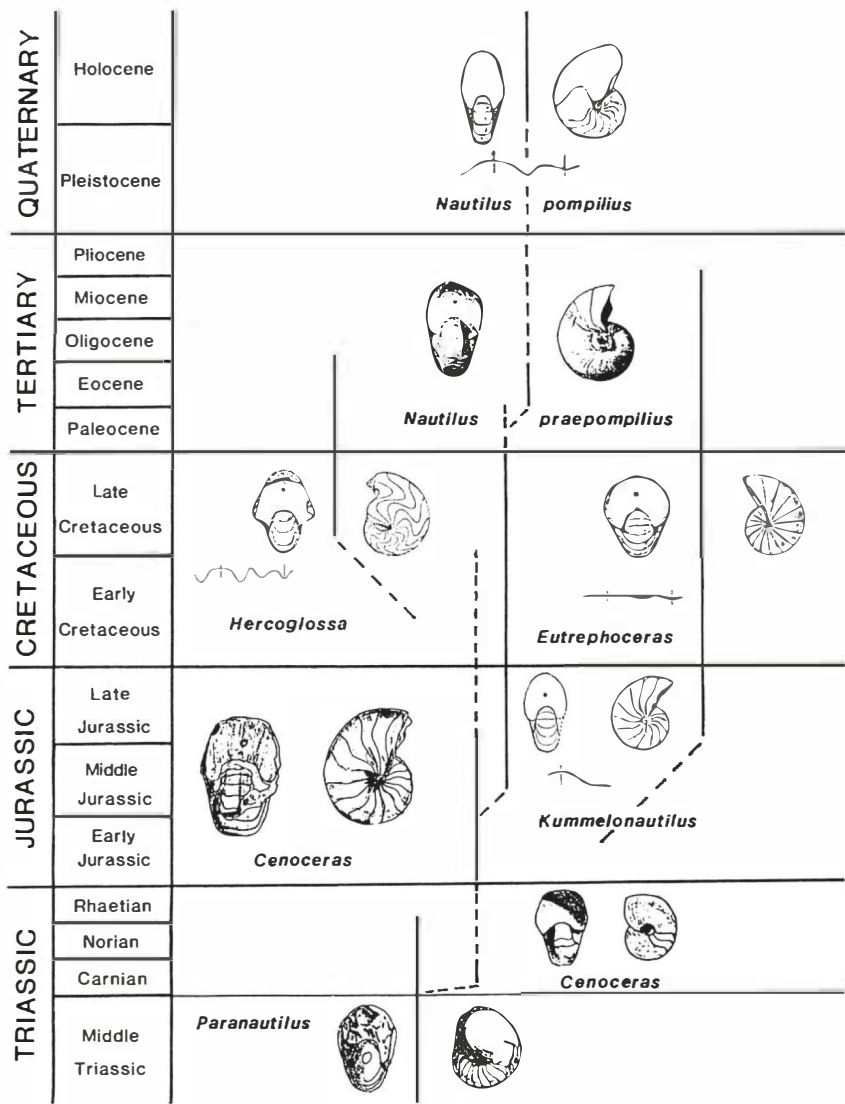 QUATERNARY
Holocene
Pleistocene
Nautilus pompilius
TERTIARY
Pliocene
Miocene
Oligocene
Eocene
Paleocene
Nautilus praepompilius
CRETACEOUS
Late
Cretaceous
Early
Cretaceous
Hercoglossa
Eutrephoceras
JURASSIC
Late
Jurassic
Middle
Jurassic
Early
Jurassic
Cenoceras
Kummelonautilus
TRIASSIC
Rhaetian
Norian
Carnian
Middle
Triassic
Cenoceras
Paranautilus